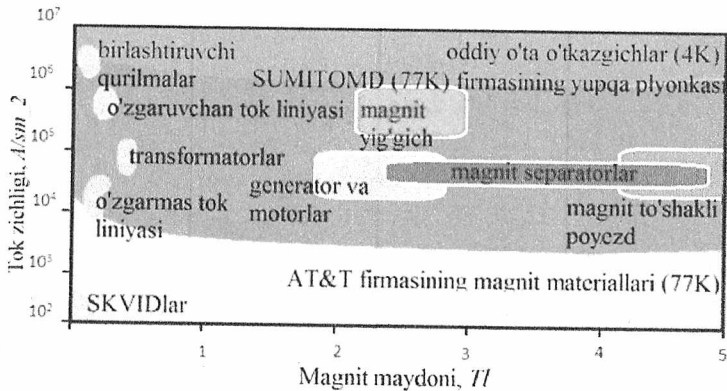 10⁷
birlashtiruvchi
qurilmalar
oddiy o'ta o'tkazgichlar (4K)
10⁶
SUMITOMD (77K) firmasining yupqa plyonkasi
o'zgaruvchan tok liniyasi
magnit
yig'gich
10⁵
transformatorlar
generator va
motorlar
magnit separatorlar
10⁴
o'zgarmas tok
liniyasi
magnit to'shakli
poyezd
10³
AT&T firmasining magnit materiallari (77K)
SKVIDlar
10²
1 2 3 4 5
Tok zichligi, A/sm^2
Magnit maydoni, Tl